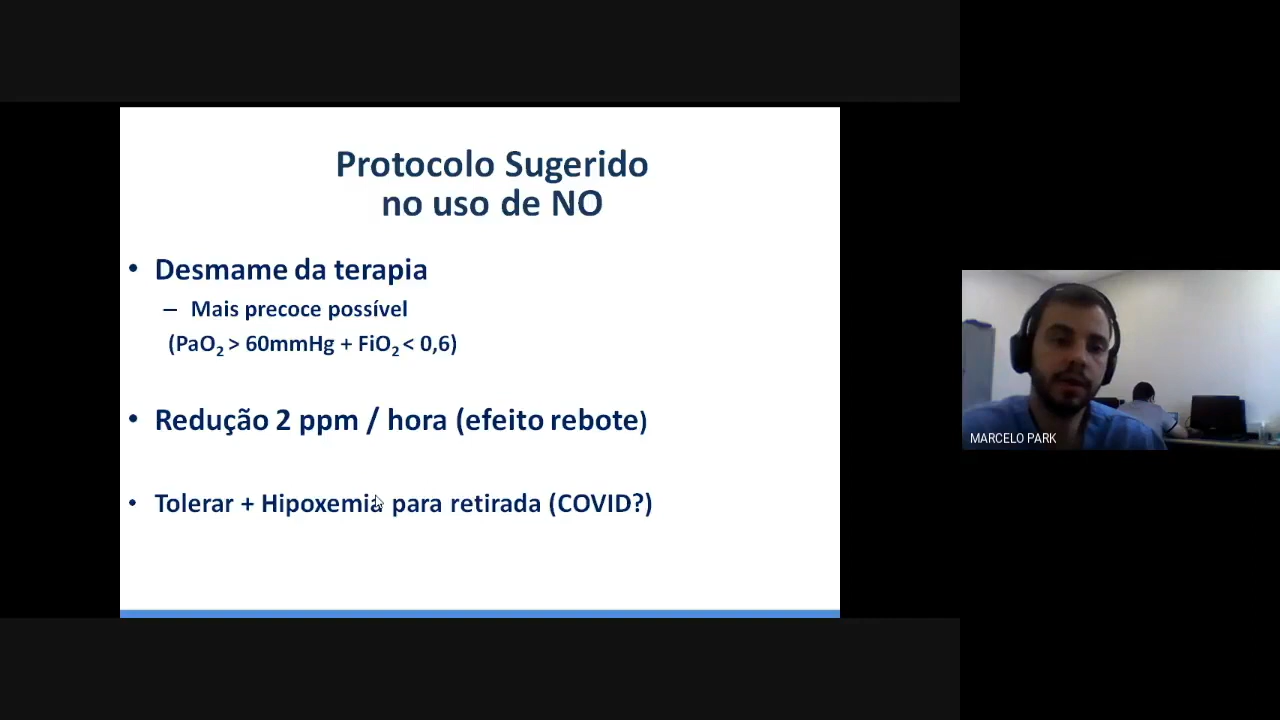 Protocolo Sugerido
no uso de NO
• Desmame da terapia
– Mais precoce possível
(PaO₂ > 60mmHg + FiO₂ < 0,6)
• Redução 2 ppm / hora (efeito rebote)
• Tolerar + Hipoxemia para retirada (COVID?)
MARCELO PARK